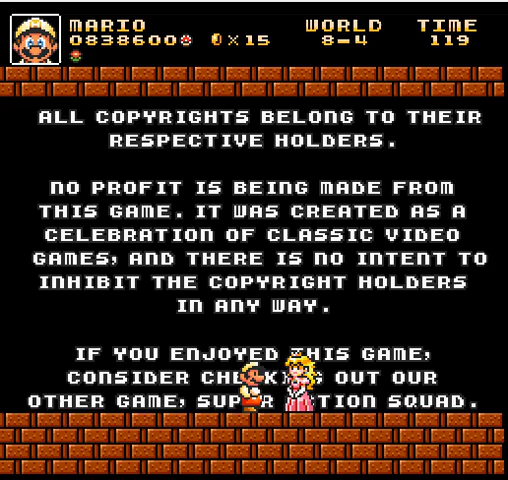 MARIO WORLD TIME
08386008 ×15 8-4 119
ALL COPYRIGHTS BELONG TO THEIR
RESPECTIVE HOLDERS.
NO PROFIT IS BEING MADE FROM
THIS GAME. IT WAS CREATED AS A
CELEBRATION OF CLASSIC VIDEO
GAMES, AND THERE IS NO INTENT TO
INHIBIT THE COPYRIGHT HOLDERS
IN ANY WAY.
IF YOU ENJOYED THIS GAME,
CONSIDER OUT OUR
OTHER GAME, SQUAD.